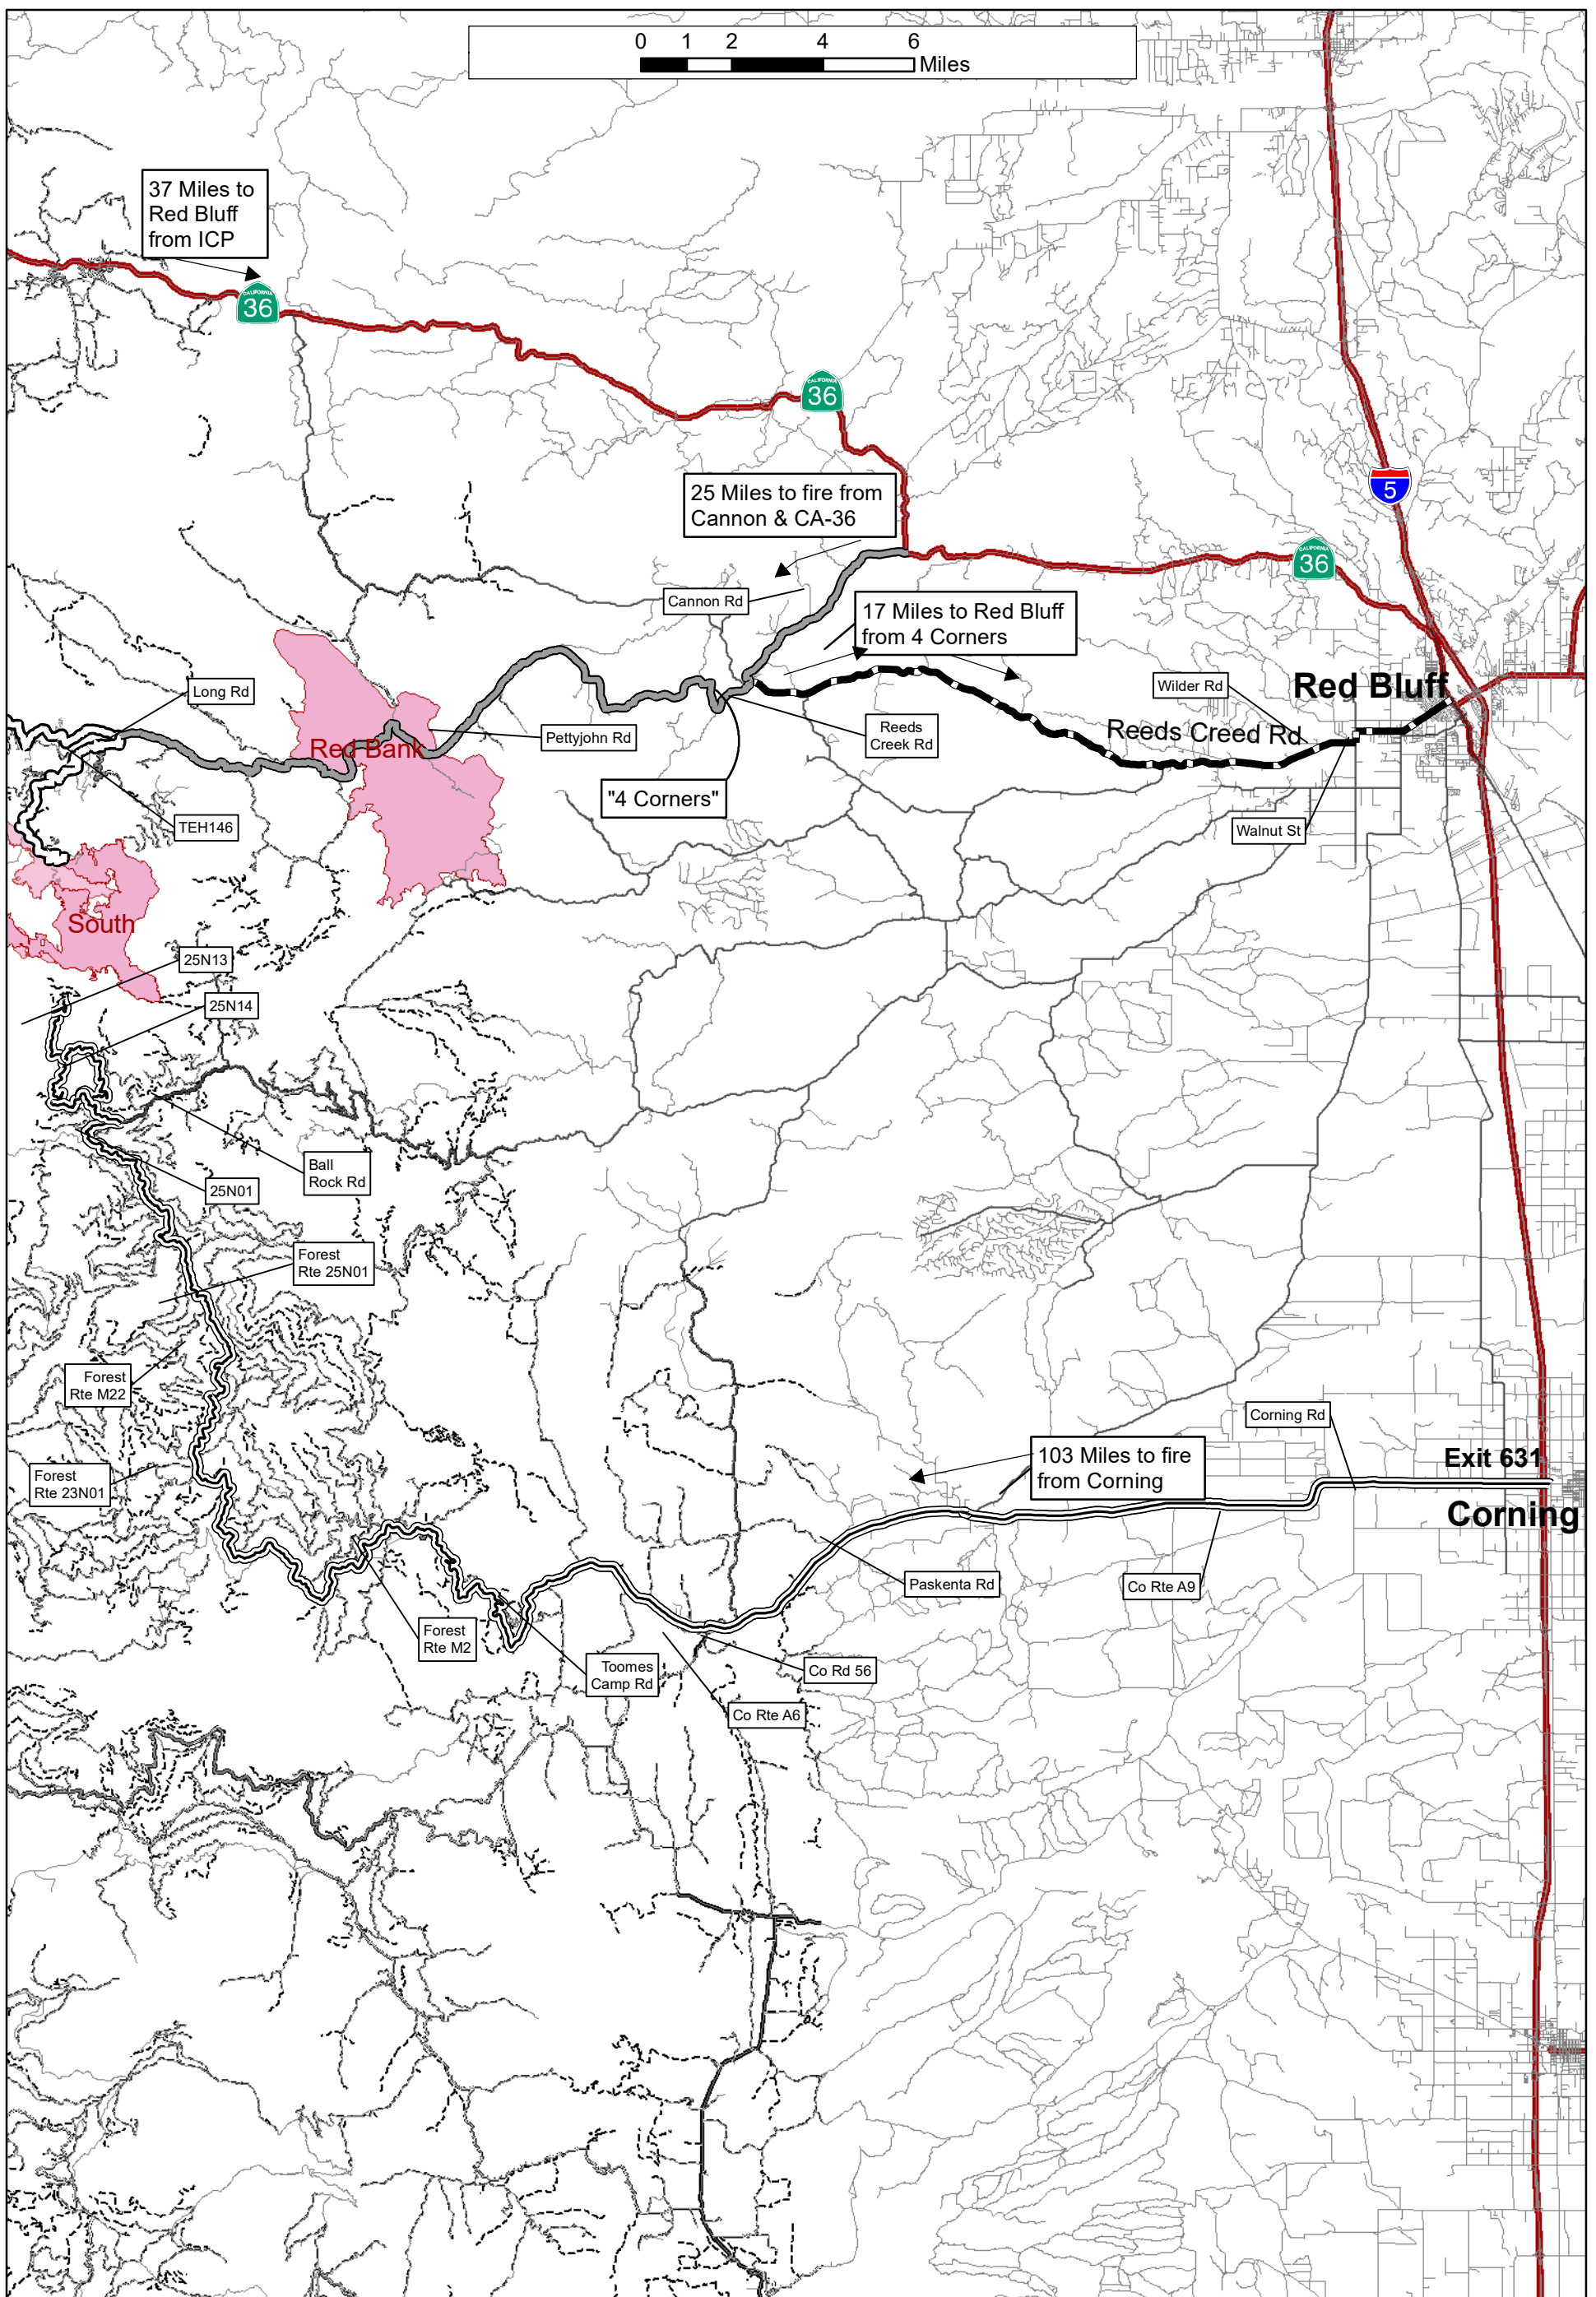 0 1 2 4 6
Miles
37 Miles to
Red Bluff
from ICP
CALIFORNIA
36
CALIFORNIA
36
25 Miles to fire from
Cannon & CA-36
5
CALIFORNIA
36
Cannon Rd
17 Miles to Red Bluff
from 4 Corners
Long Rd
Wilder Rd
Red Bluff
Red Bank
Pettyjohn Rd
Reeds
Creek Rd
Reeds Creed Rd
"4 Corners"
TEH146
Walnut St
South
25N13
25N14
Ball
Rock Rd
25N01
Forest
Rte 25N01
Forest
Rte M22
Corning Rd
103 Miles to fire
from Corning
Exit 631
Forest
Rte 23N01
Corning
Paskenta Rd
Co Rte A9
Forest
Rte M2
Toomes
Camp Rd
Co Rd 56
Co Rte A6